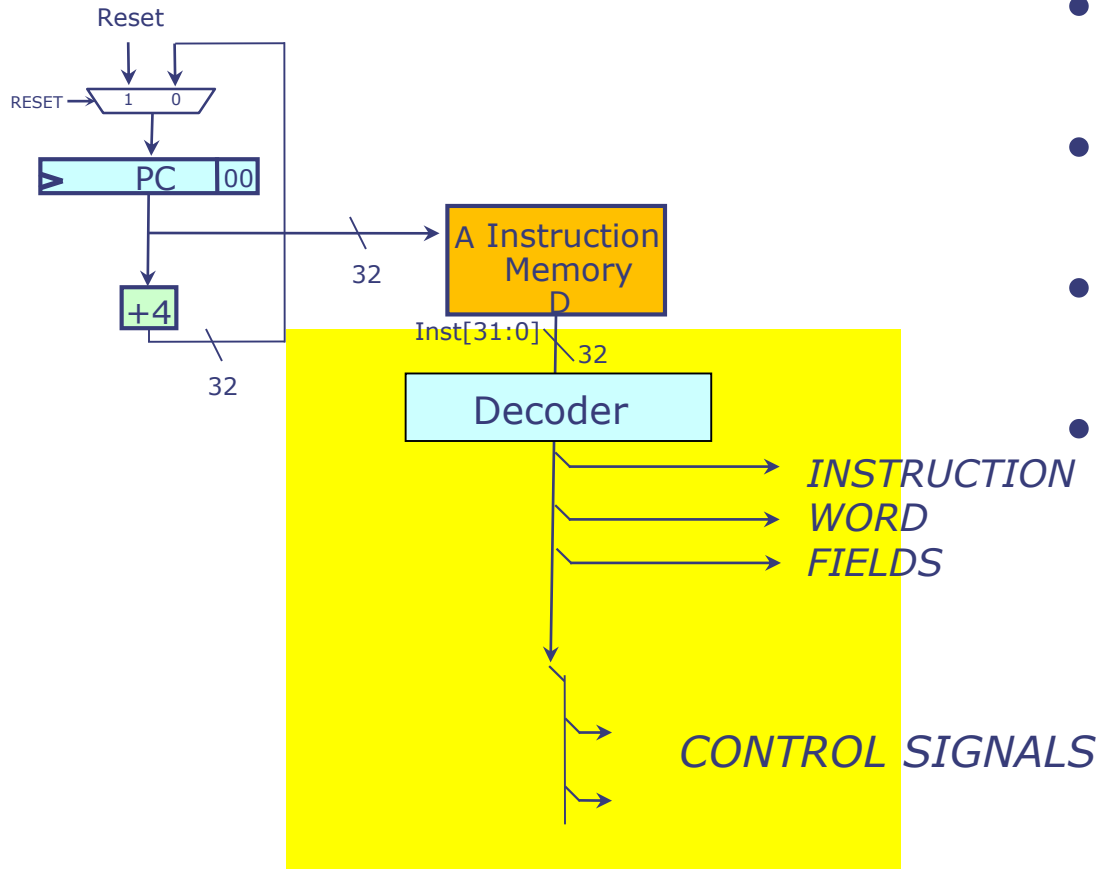 Reset
RESET
1 0
PC 00
A Instruction
Memory
D
32
+4
Inst[31:0]
32
32
Decoder
INSTRUCTION
WORD
FIELDS
CONTROL SIGNALS